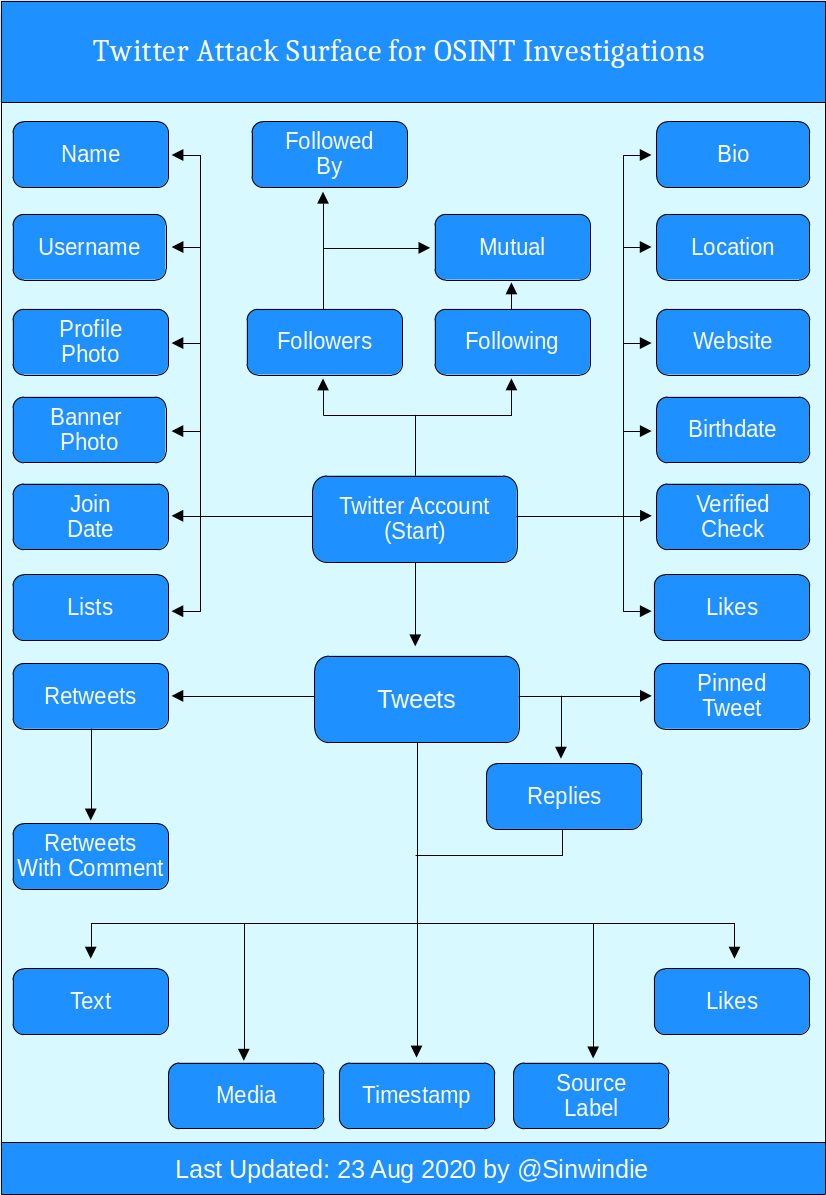 Twitter Attack Surface for OSINT Investigations
Name
Followed
By
Bio
Username
Mutual
Location
Profile
Photo
Followers
Following
Website
Banner
Photo
Birthdate
Join
Date
Twitter Account
(Start)
Verified
Check
Lists
Likes
Retweets
Tweets
Pinned
Tweet
Replies
Retweets
With Comment
Text
Likes
Media
Timestamp
Source
Label
Last Updated: 23 Aug 2020 by @Sinwindie